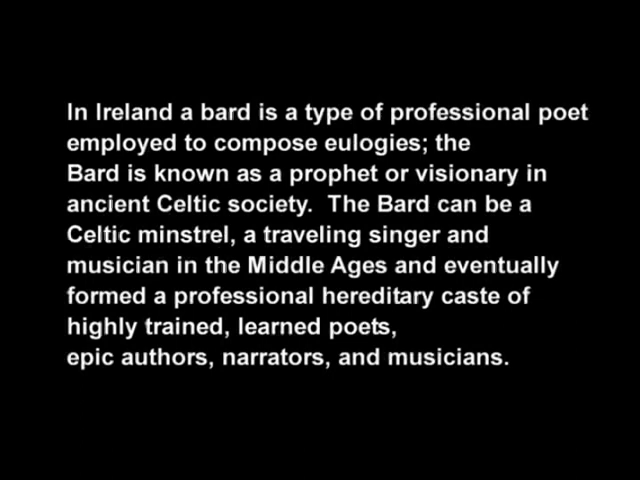 In Ireland a bard is a type of professional poet
employed to compose eulogies; the
Bard is known as a prophet or visionary in
ancient Celtic society.  The Bard can be a
Celtic minstrel, a traveling singer and
musician in the Middle Ages and eventually
formed a professional hereditary caste of
highly trained, learned poets,
epic authors, narrators, and musicians.